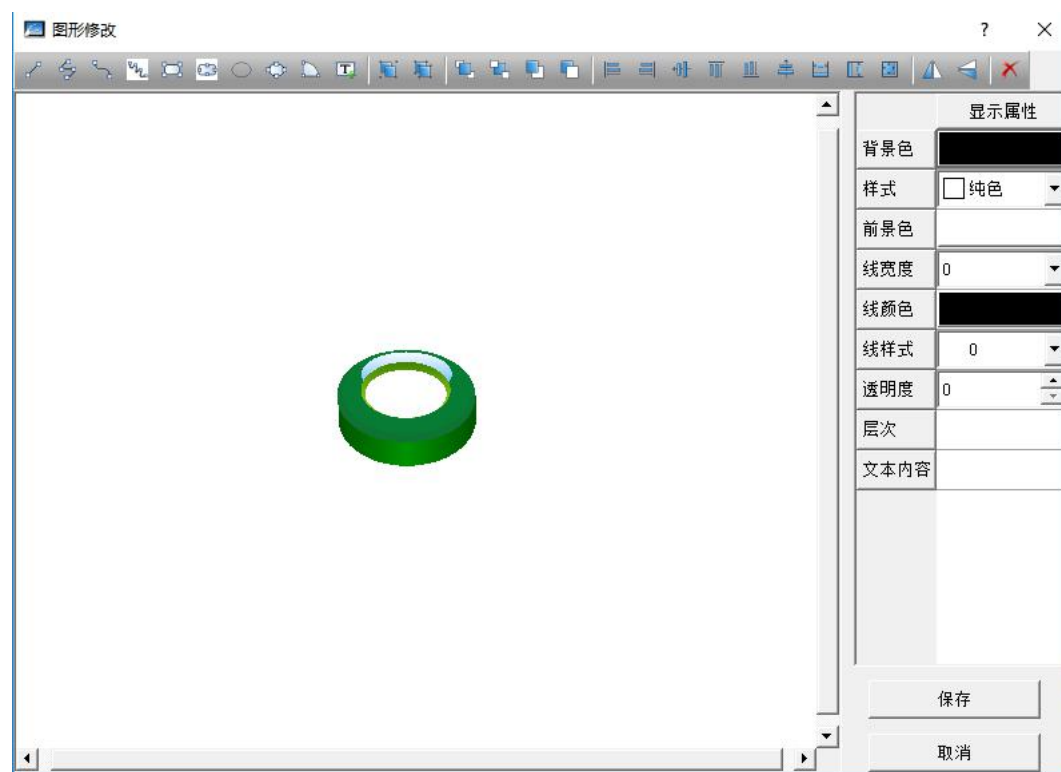 图形修改
?
T
显示属性
背景色
样式 纯色
前景色
线宽度 0
线颜色
线样式 0
透明度 0
层次
文本内容
保存
取消